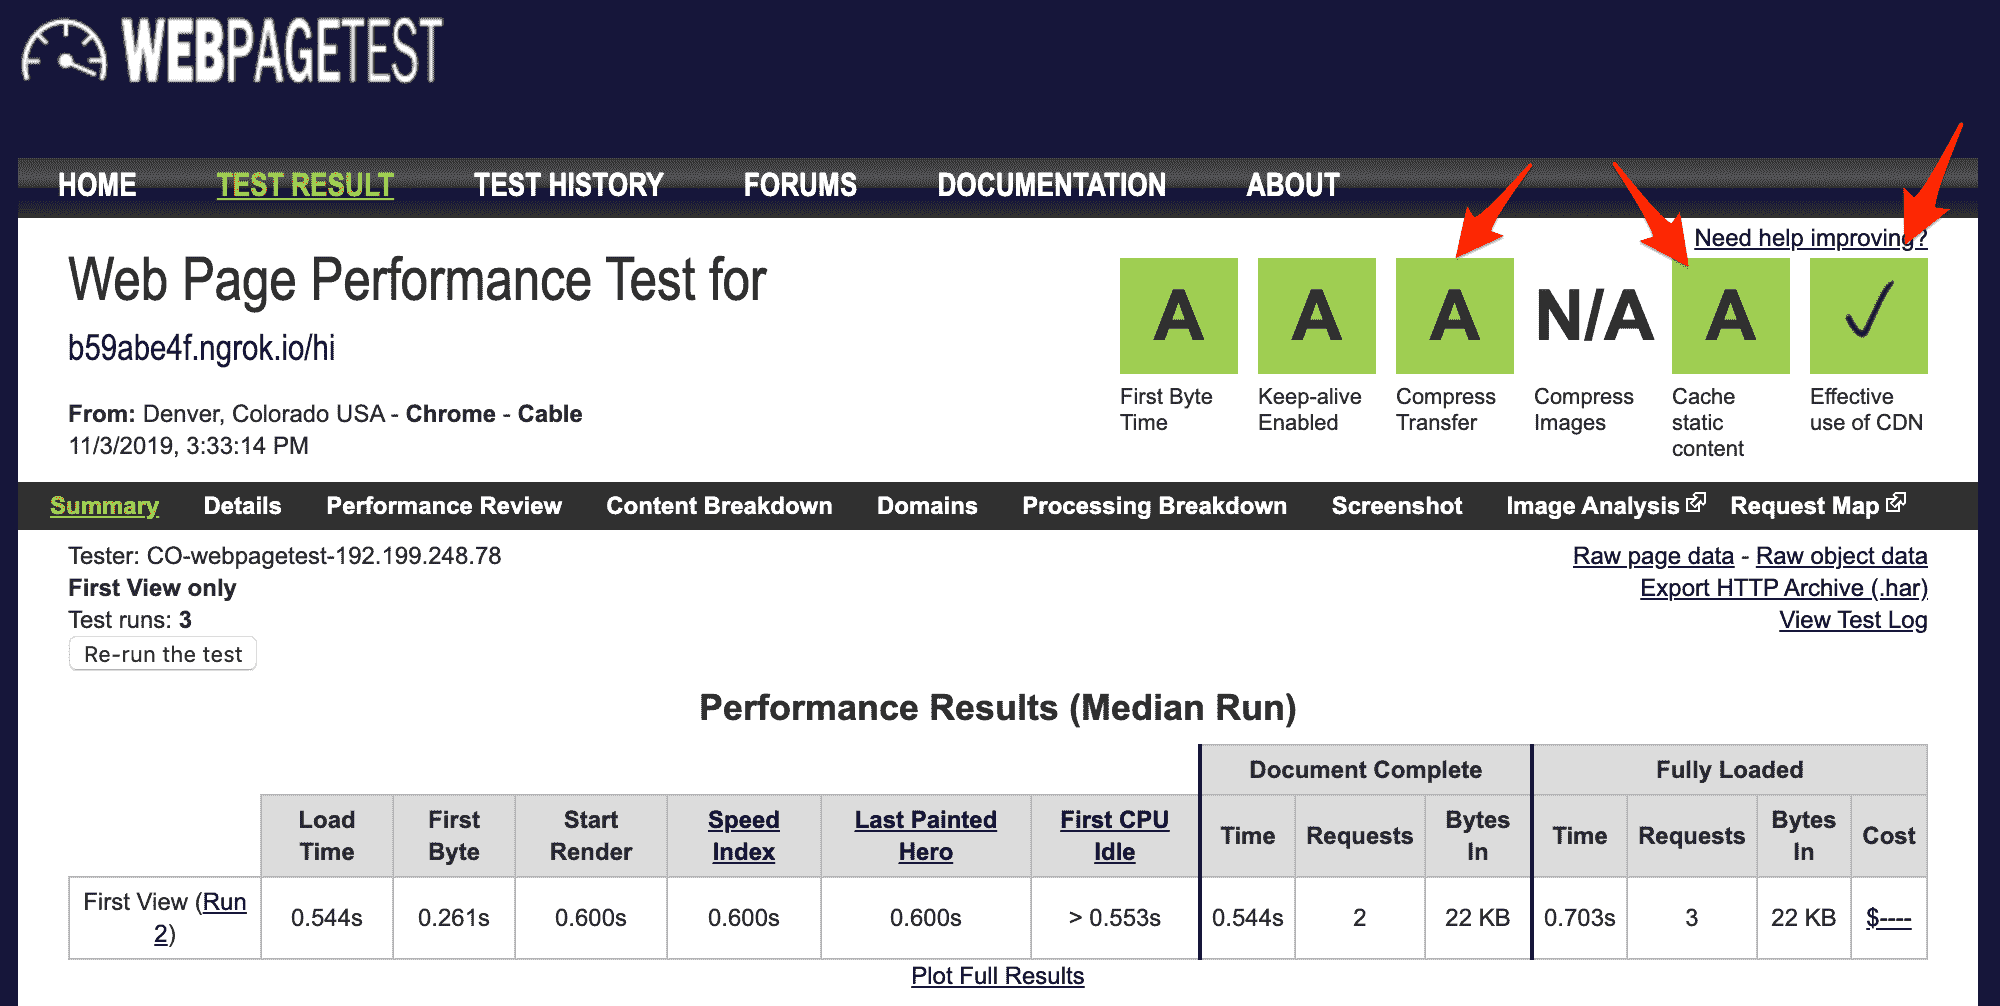 WEBPAGETEST
HOME TEST RESULT TEST HISTORY FORUMS DOCUMENTATION ABOUT
Need help improving?
Web Page Performance Test for
b59abe4f.ngrok.io/hi
From: Denver, Colorado USA - Chrome - Cable
11/3/2019, 3:33:14 PM
A A A N/A A ✓
First Byte Time
Keep-alive Enabled
Compress Transfer
Compress Images
Cache static content
Effective use of CDN
Summary Details Performance Review Content Breakdown Domains Processing Breakdown Screenshot Image Analysis Request Map
Tester: CO-webpagetest-192.199.248.78
First View only
Test runs: 3
Re-run the test
Raw page data - Raw object data
Export HTTP Archive (.har)
View Test Log
Performance Results (Median Run)
Document Complete Fully Loaded
Load Time First Byte Start Render Speed Index Last Painted Hero First CPU Idle Time Requests Bytes In Time Requests Bytes In Cost
First View (Run 2) 0.544s 0.261s 0.600s 0.600s 0.600s > 0.553s 0.544s 2 22 KB 0.703s 3 22 KB $----
Plot Full Results